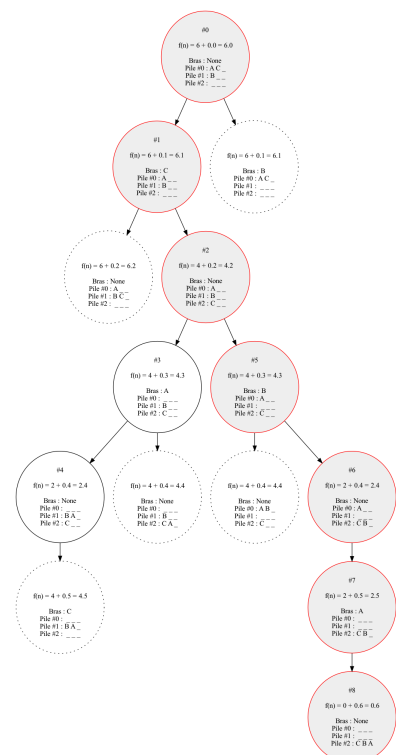 #0
f(n) = 6 + 0.0 = 6.0
Bras : None
Pile #0 : A C _
Pile #1 : B _ _
Pile #2 : _ _ _
#1
f(n) = 6 + 0.1 = 6.1
Bras : C
Pile #0 : A _ _
Pile #1 : B _ _
Pile #2 : _ _ _
f(n) = 6 + 0.1 = 6.1
Bras : B
Pile #0 : A C _
Pile #1 : _ _ _
Pile #2 : _ _ _
f(n) = 6 + 0.2 = 6.2
Bras : None
Pile #0 : A _ _
Pile #1 : B C _
Pile #2 : _ _ _
#2
f(n) = 4 + 0.2 = 4.2
Bras : None
Pile #0 : A _ _
Pile #1 : B _ _
Pile #2 : C _ _
#3
f(n) = 4 + 0.3 = 4.3
Bras : A
Pile #0 : _ _ _
Pile #1 : B _ _
Pile #2 : C _ _
#5
f(n) = 4 + 0.3 = 4.3
Bras : B
Pile #0 : A _ _
Pile #1 : _ _ _
Pile #2 : C _ _
#4
f(n) = 2 + 0.4 = 2.4
Bras : None
Pile #0 : _ _ _
Pile #1 : B A _
Pile #2 : C _ _
f(n) = 4 + 0.4 = 4.4
Bras : None
Pile #0 : _ _ _
Pile #1 : B _ _
Pile #2 : C A _
f(n) = 4 + 0.4 = 4.4
Bras : None
Pile #0 : A B _
Pile #1 : _ _ _
Pile #2 : C _ _
#6
f(n) = 2 + 0.4 = 2.4
Bras : None
Pile #0 : A _ _
Pile #1 : _ _ _
Pile #2 : C B _
f(n) = 4 + 0.5 = 4.5
Bras : C
Pile #0 : _ _ _
Pile #1 : B A _
Pile #2 : _ _ _
#7
f(n) = 2 + 0.5 = 2.5
Bras : A
Pile #0 : _ _ _
Pile #1 : _ _ _
Pile #2 : C B _
#8
f(n) = 0 + 0.6 = 0.6
Bras : None
Pile #0 : _ _ _
Pile #1 : _ _ _
Pile #2 : C B A